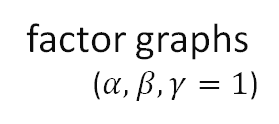 factor graphs
(α, β, γ = 1)